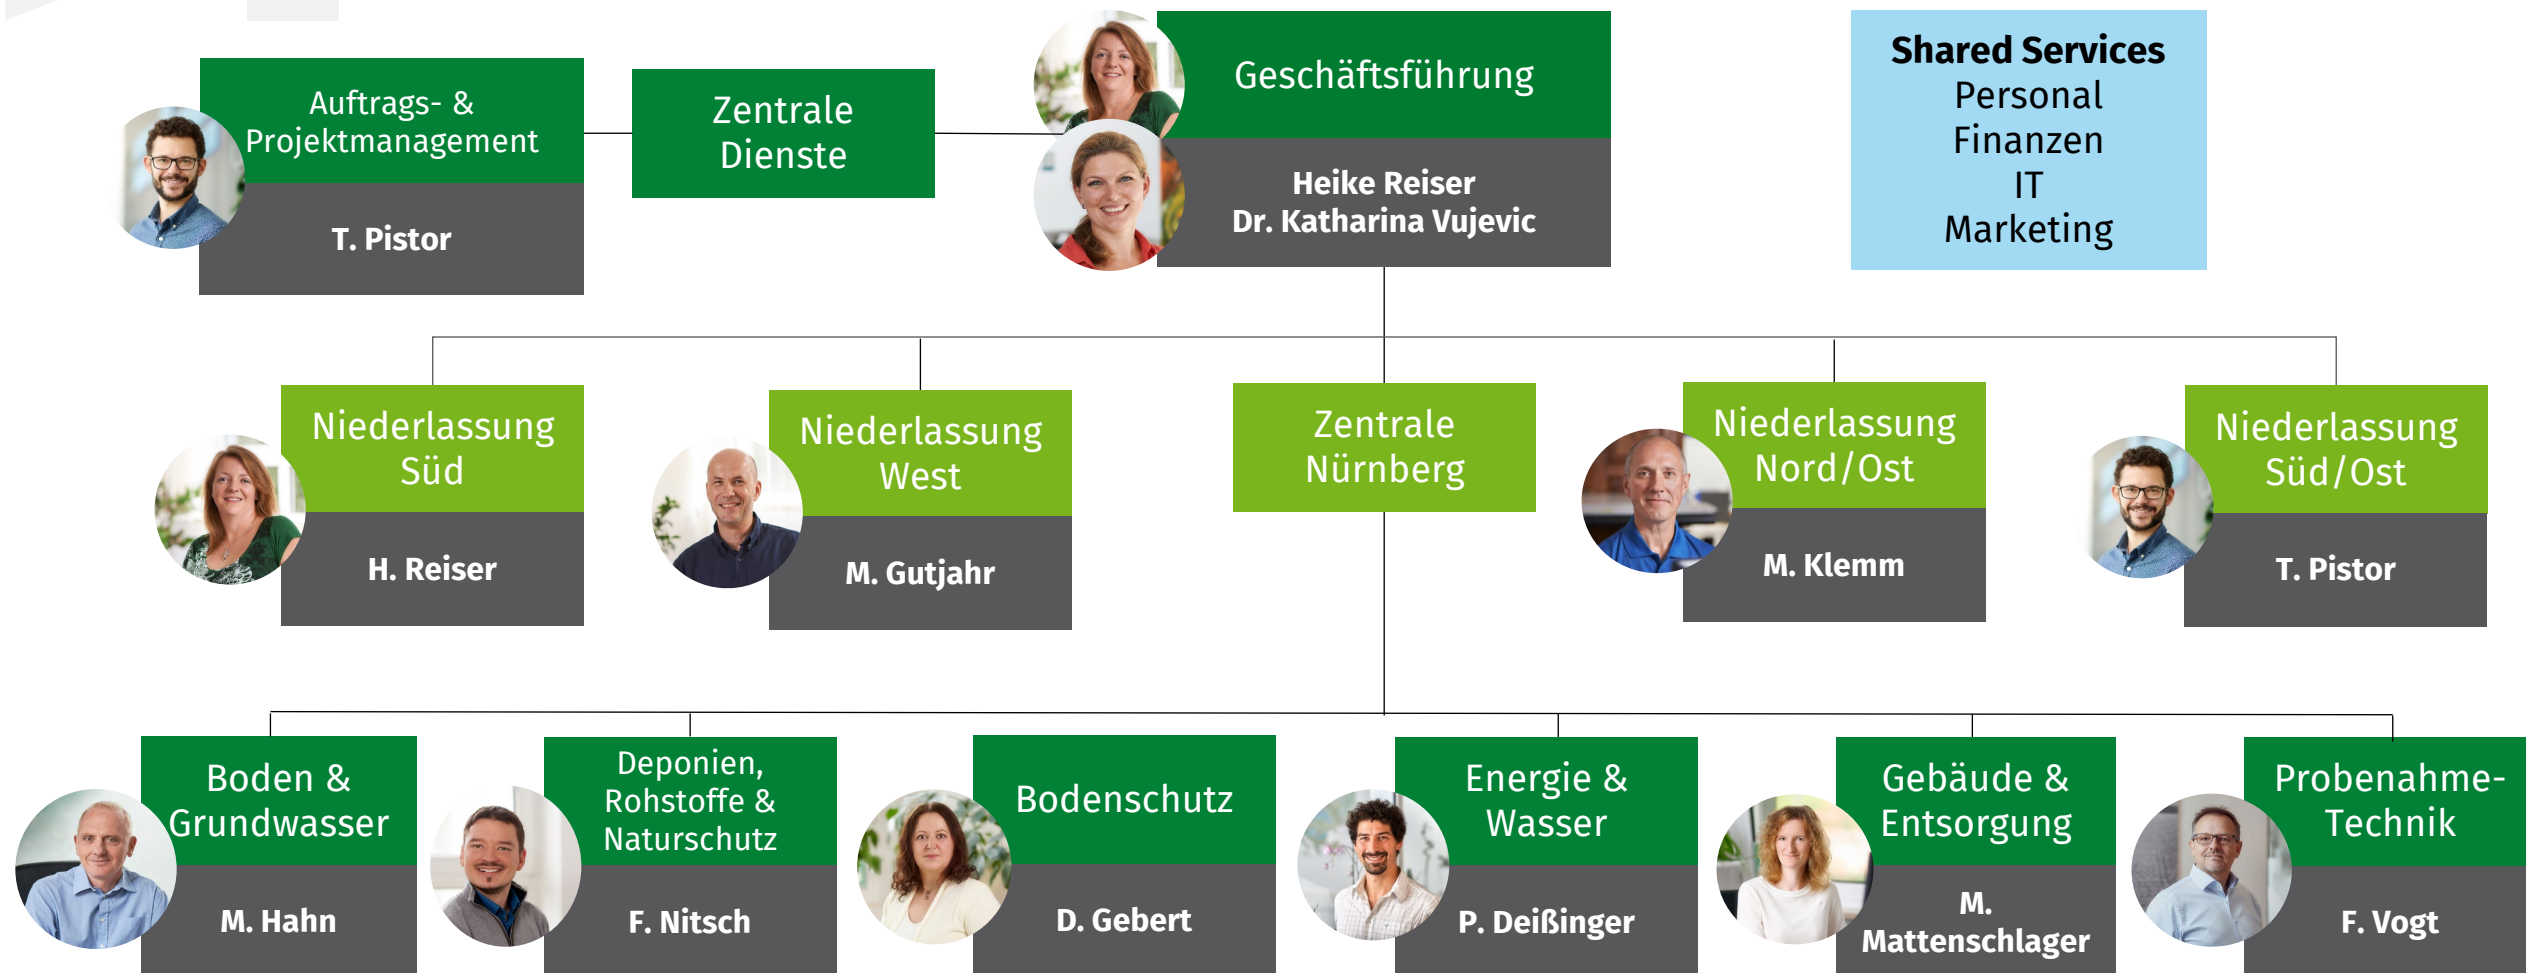 Auftrags- &
Projektmanagement
T. Pistor
Zentrale
Dienste
Geschäftsführung
Heike Reiser
Dr. Katharina Vujevic
Shared Services
Personal
Finanzen
IT
Marketing
Niederlassung
Süd
H. Reiser
Niederlassung
West
M. Gutjahr
Zentrale
Nürnberg
Niederlassung
Nord/Ost
M. Klemm
Niederlassung
Süd/Ost
T. Pistor
Boden &
Grundwasser
M. Hahn
Deponien,
Rohstoffe &
Naturschutz
F. Nitsch
Bodenschutz
D. Gebert
Energie &
Wasser
P. Deißinger
Gebäude &
Entsorgung
M.
Mattenschlager
Probenahme-
Technik
F. Vogt